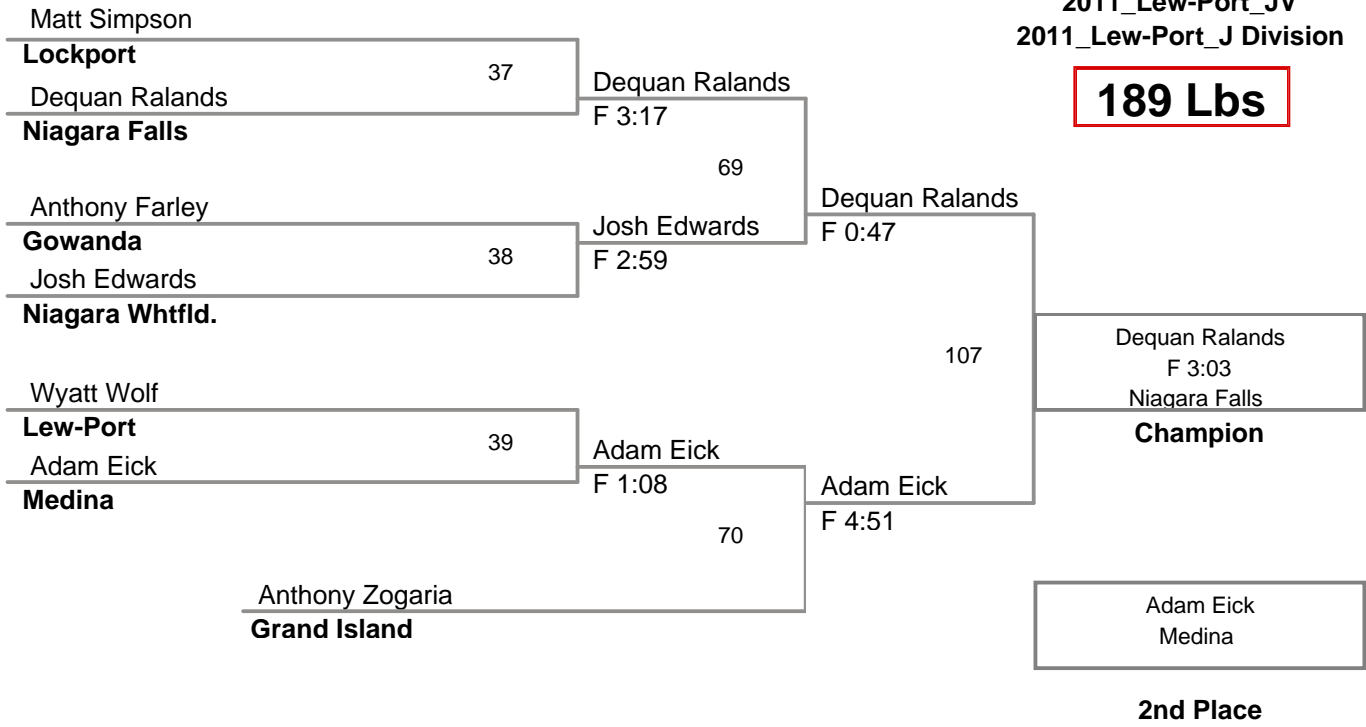 2011_Lew-Port_JV
2011_Lew-Port_J Division
189 Lbs
Matt Simpson
Lockport
37
Dequan Ralands
Niagara Falls
Dequan Ralands
F 3:17
69
Anthony Farley
Gowanda
38
Josh Edwards
Niagara Whtfld.
Josh Edwards
F 2:59
Dequan Ralands
F 0:47
107
Wyatt Wolf
Lew-Port
39
Adam Eick
Medina
Adam Eick
F 1:08
70
Anthony Zogaria
Grand Island
Adam Eick
F 4:51
Dequan Ralands
F 3:03
Niagara Falls
Champion
Adam Eick
Medina
2nd Place